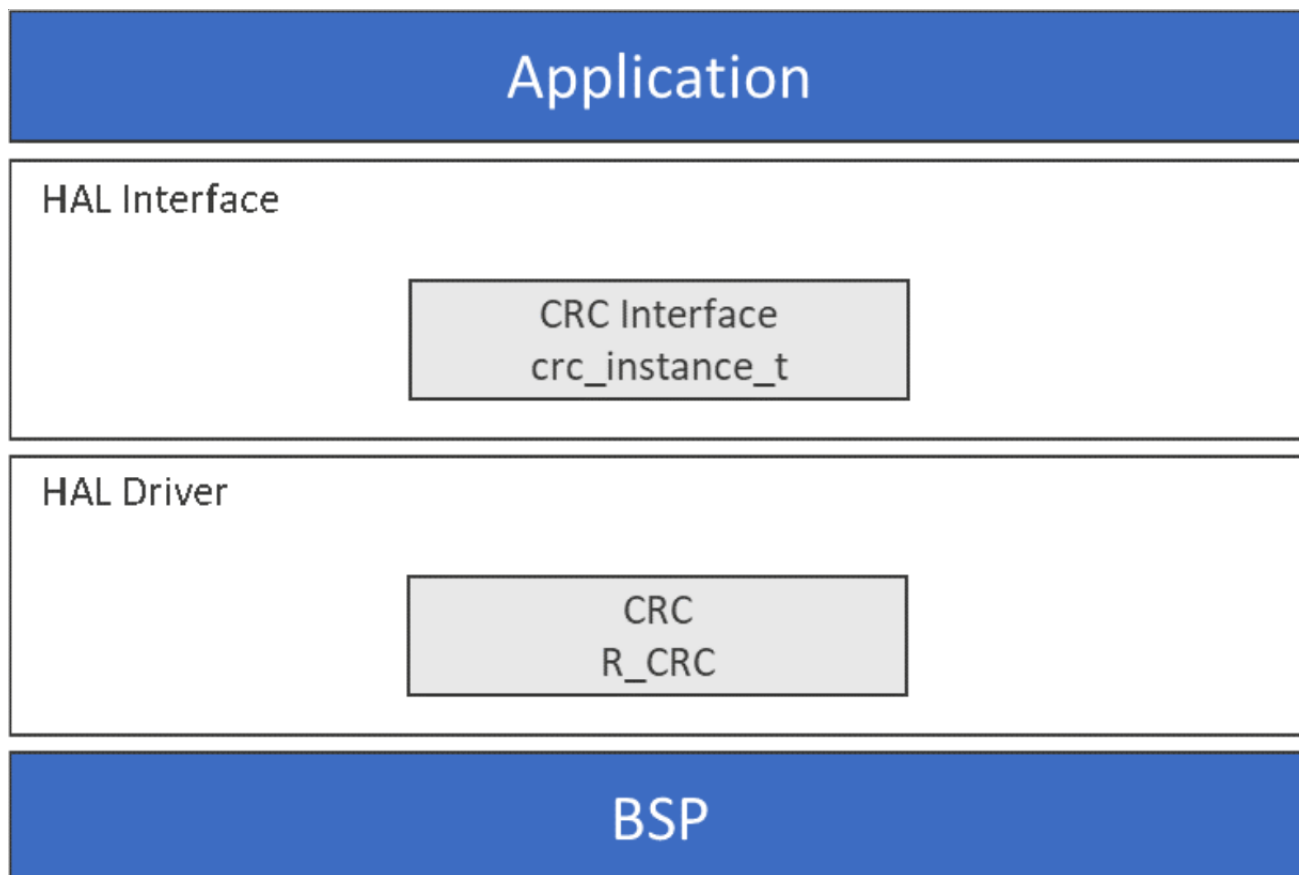 Application
HAL Interface
CRC Interface
crc_instance_t
HAL Driver
CRC
R_CRC
BSP